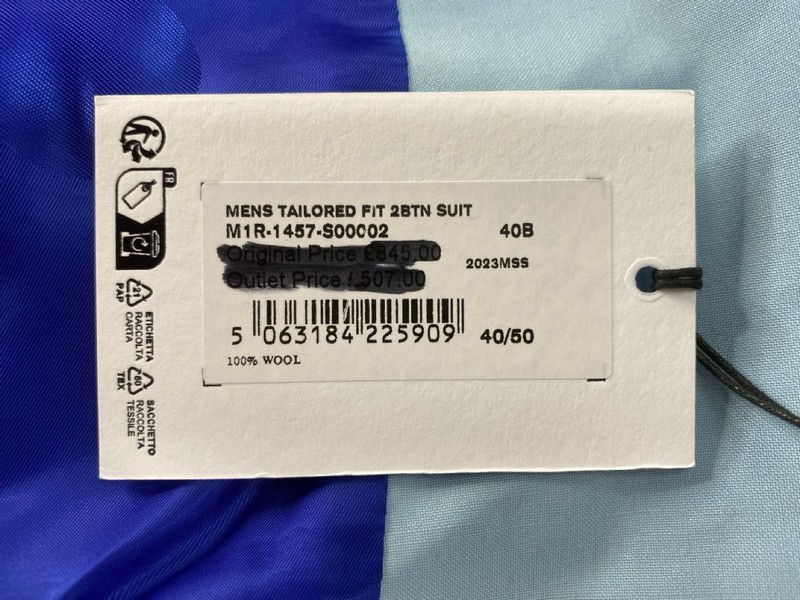 MENS TAILORED FIT 2BTN SUIT
M1R-1457-S00002 40B
Original Price £845.00
2023MSS
Outlet Price £507.00
5 063184 225909 40/50
100% WOOL
FR
21
PAP
ETICHETTA
RACCOLTA
CARTA
60
TEX
SACCHETTO
RACCOLTA
TESSILE